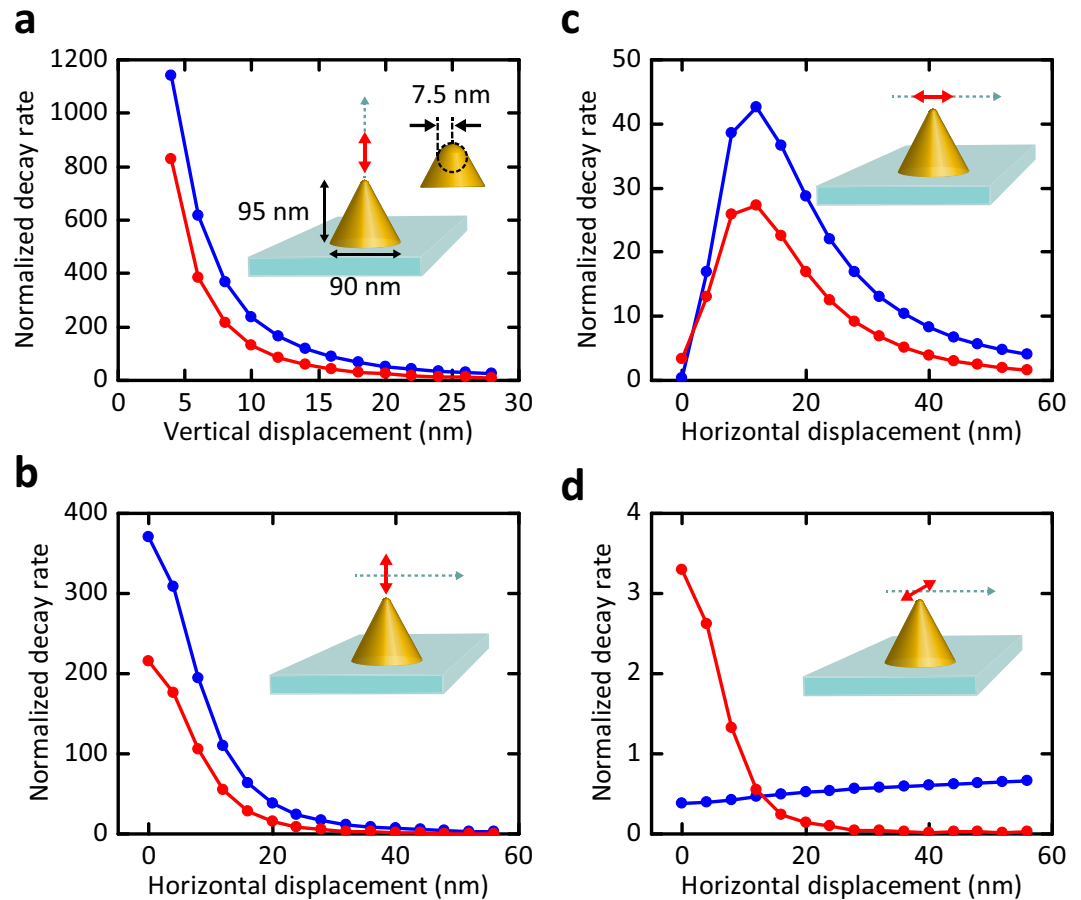 a
Normalized decay rate
1200
1000
800
600
400
200
0
0
5
10
15
20
25
30
Vertical displacement (nm)
7.5 nm
95 nm
90 nm
c
Normalized decay rate
50
40
30
20
10
0
0
20
40
60
Horizontal displacement (nm)
b
Normalized decay rate
400
300
200
100
0
0
20
40
60
Horizontal displacement (nm)
d
Normalized decay rate
4
3
2
1
0
0
20
40
60
Horizontal displacement (nm)